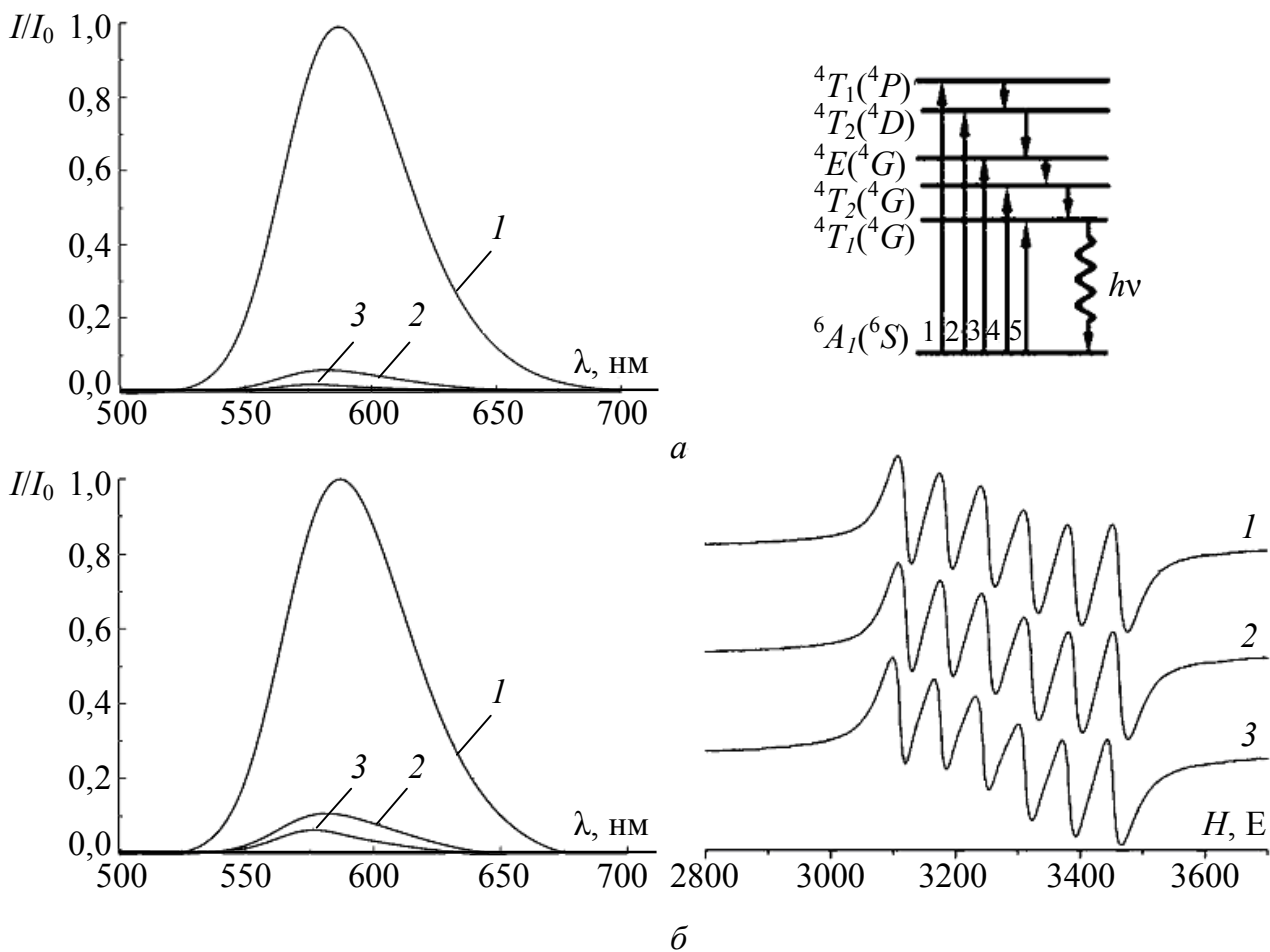 I/I₀ 1,0
0,8
0,6
0,4
0,2
0,0
1
3 2
λ, нм
500 550 600 650 700
⁴T₁(⁴P)
⁴T₂(⁴D)
⁴E(⁴G)
⁴T₂(⁴G)
⁴T₁(⁴G)
hν
⁶A₁(⁶S) 1 2 3 4 5
а
I/I₀ 1,0
0,8
0,6
0,4
0,2
0,0
1
3 2
λ, нм
500 550 600 650 700
1
2
3
H, Е
2800 3000 3200 3400 3600
б